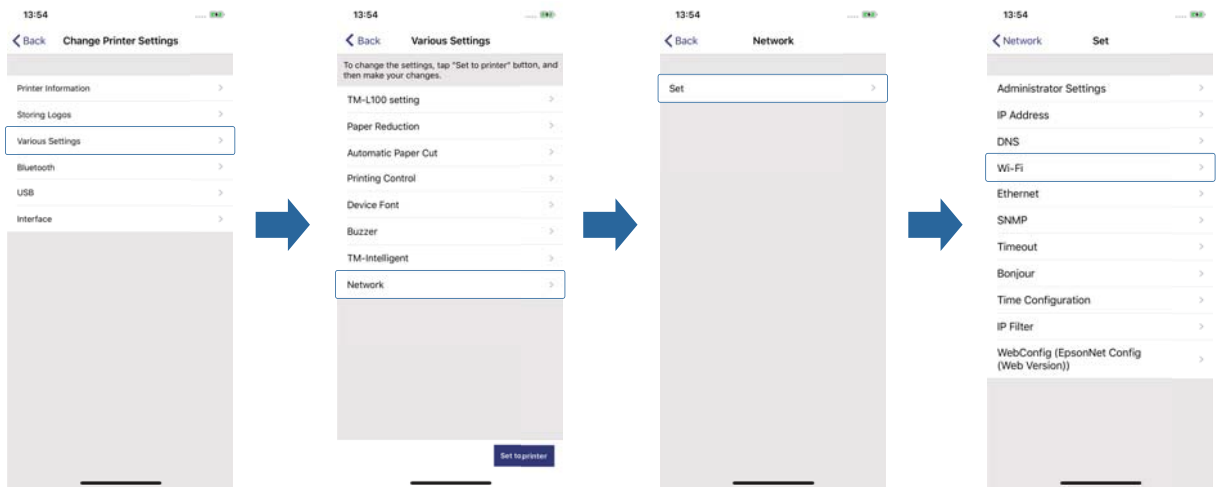 13:54
Back
Change Printer Settings
Printer Information
Storing Logos
Various Settings
Bluetooth
USB
Interface
13:54
Back
Various Settings
To change the settings, tap "Set to printer" button, and
then make your changes.
TM-L100 setting
Paper Reduction
Automatic Paper Cut
Printing Control
Device Font
Buzzer
TM-Intelligent
Network
Set to printer
13:54
Back
Network
Set
13:54
Network
Set
Administrator Settings
IP Address
DNS
Wi-Fi
Ethernet
SNMP
Timeout
Bonjour
Time Configuration
IP Filter
WebConfig (EpsonNet Config
(Web Version))